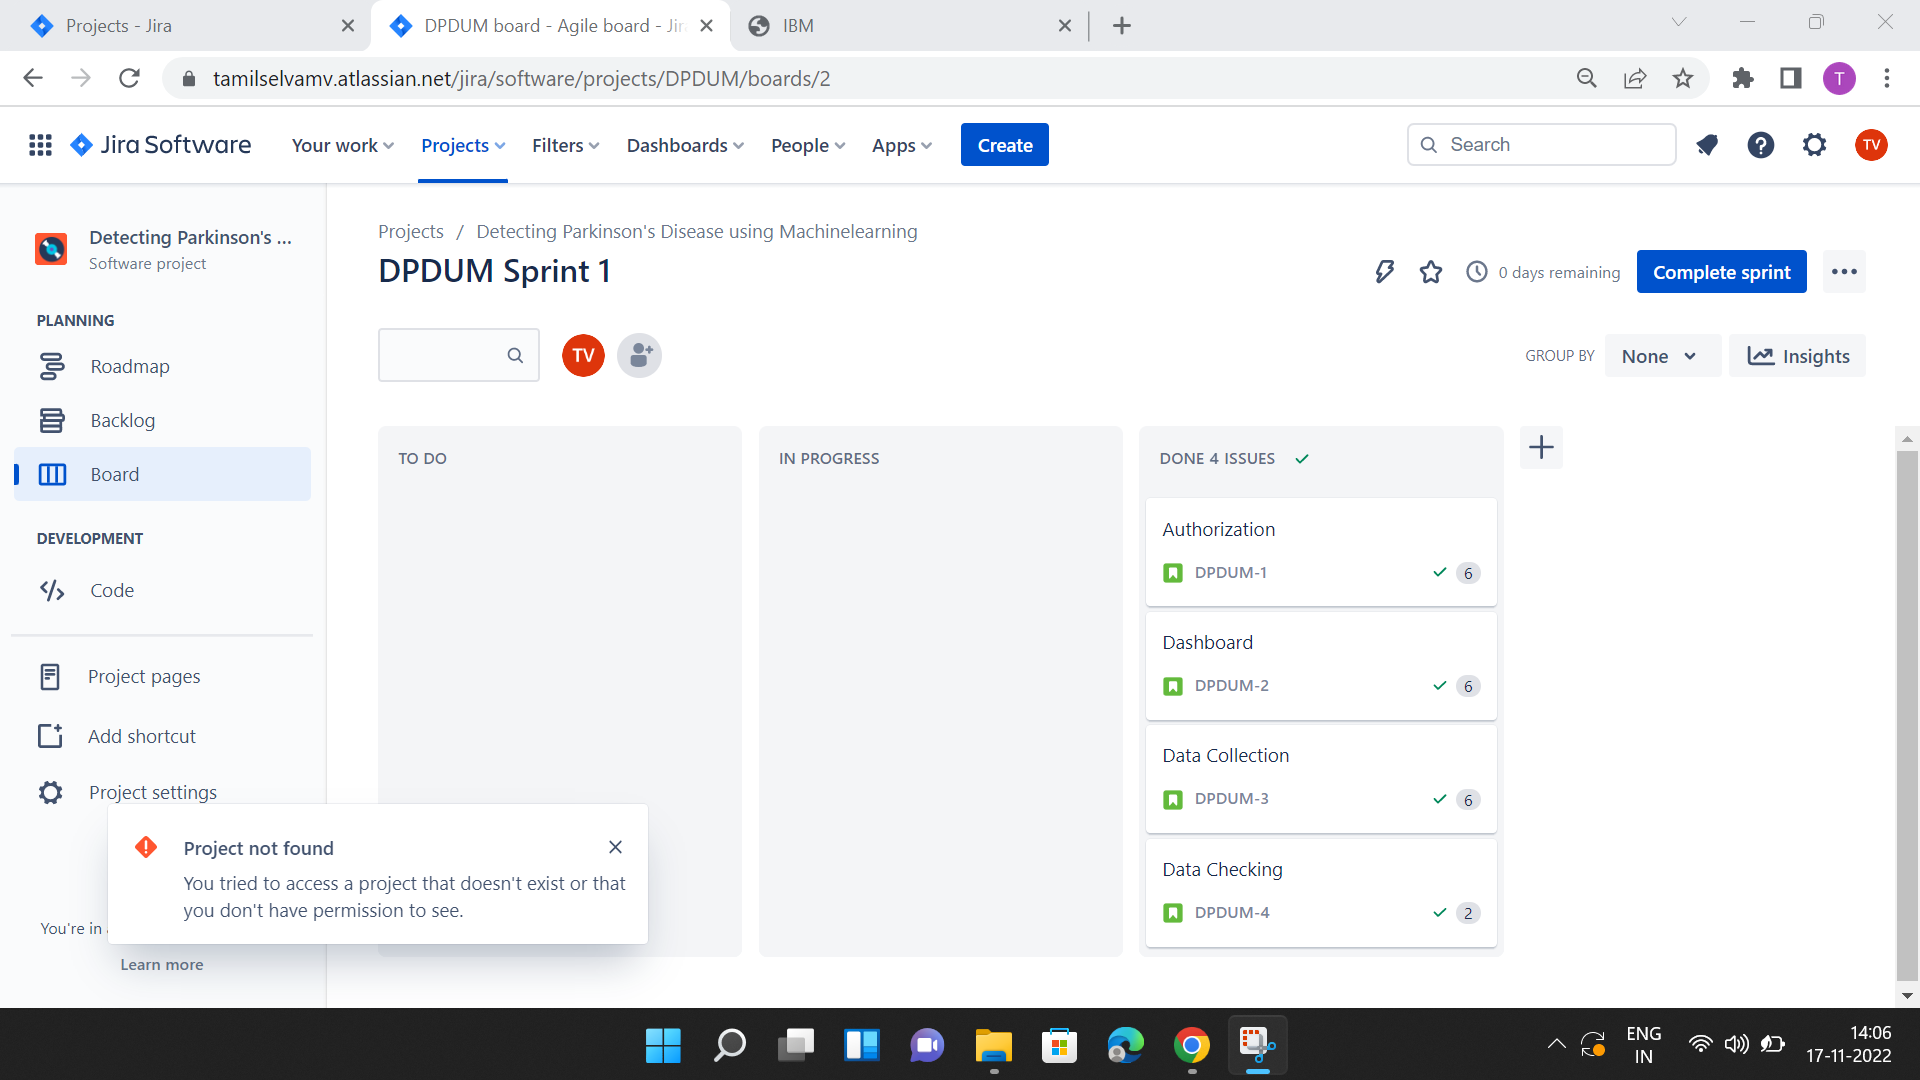 Projects - Jira
DPDUM board - Agile board - Jir
IBM
tamilselvamv.atlassian.net/jira/software/projects/DPDUM/boards/2
T
Jira Software
Your work
Projects
Filters
Dashboards
People
Apps
Create
Search
TV
Detecting Parkinson's ...
Software project
PLANNING
Roadmap
Backlog
Board
DEVELOPMENT
Code
Project pages
Add shortcut
Project settings
You're in
Learn more
Projects / Detecting Parkinson's Disease using Machinelearning
DPDUM Sprint 1
0 days remaining
Complete sprint
TV
GROUP BY
None
Insights
TO DO
IN PROGRESS
DONE 4 ISSUES
Authorization
DPDUM-1
6
Dashboard
DPDUM-2
6
Data Collection
DPDUM-3
6
Data Checking
DPDUM-4
2
Project not found
You tried to access a project that doesn't exist or that
you don't have permission to see.
ENG
IN
14:06
17-11-2022